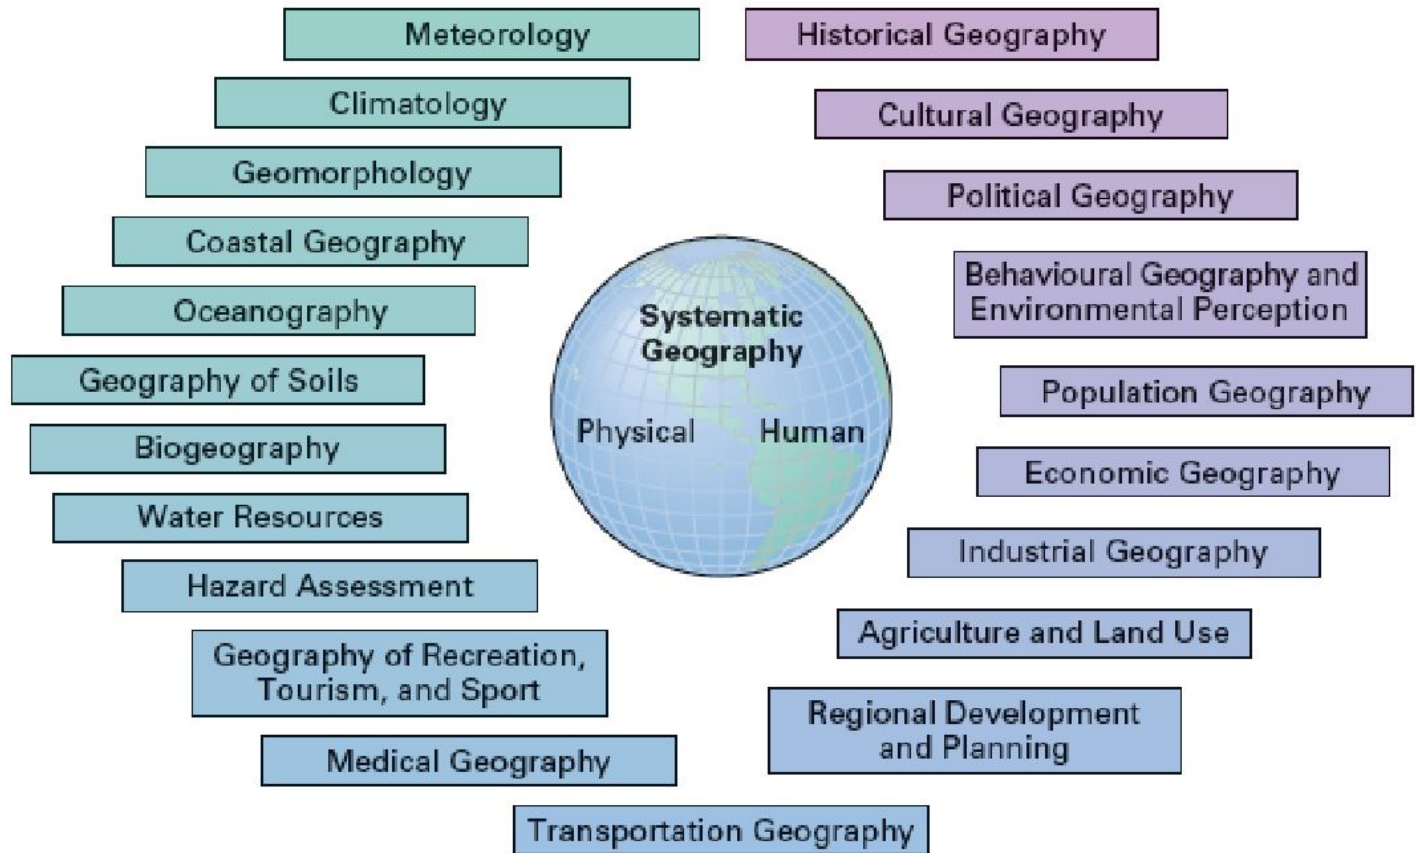 Meteorology
Climatology
Geomorphology
Coastal Geography
Oceanography
Geography of Soils
Biogeography
Water Resources
Hazard Assessment
Geography of Recreation,
Tourism, and Sport
Medical Geography
Transportation Geography
Systematic
Geography
Physical
Human
Historical Geography
Cultural Geography
Political Geography
Behavioural Geography and
Environmental Perception
Population Geography
Economic Geography
Industrial Geography
Agriculture and Land Use
Regional Development
and Planning